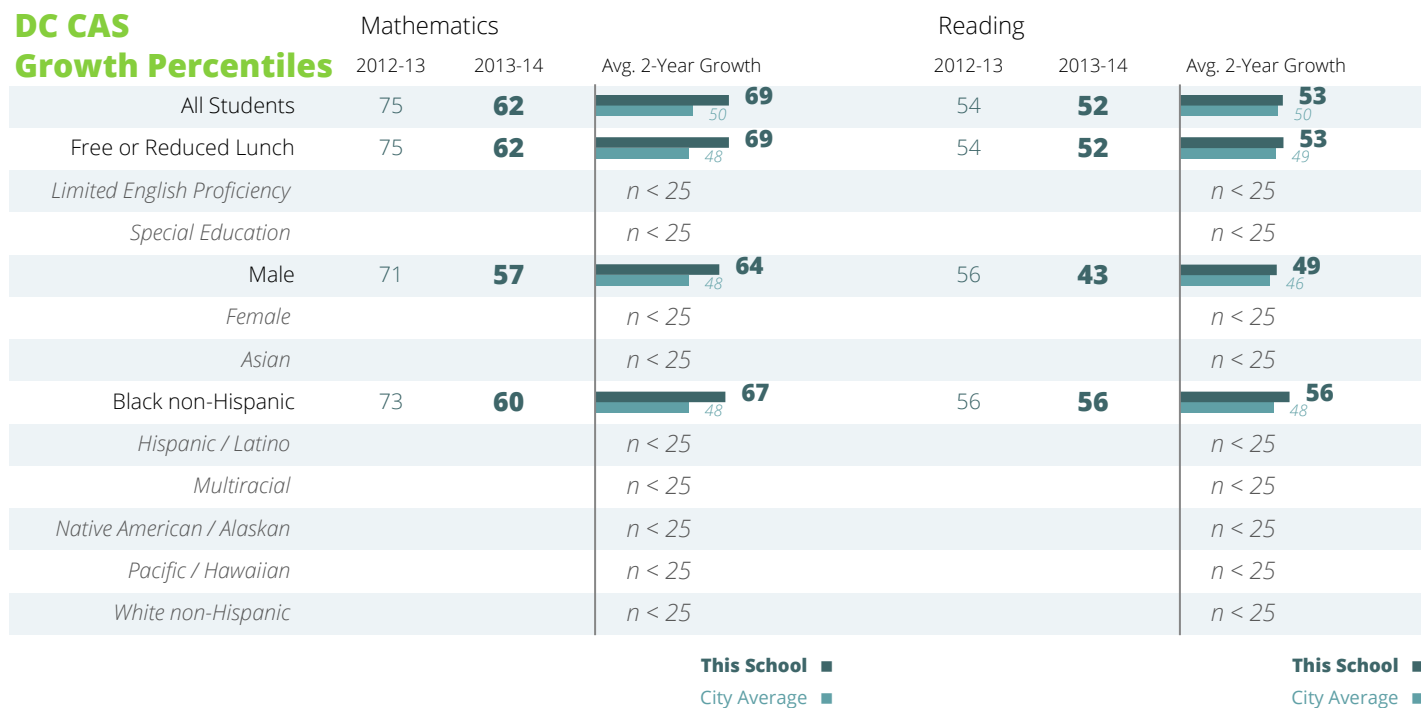 DC CAS
Growth Percentiles
Mathematics Reading
2012-13 2013-14 Avg. 2-Year Growth 2012-13 2013-14 Avg. 2-Year Growth
All Students 75 62 69 50 54 52 53 50
Free or Reduced Lunch 75 62 69 48 54 52 53 49
Limited English Proficiency n < 25 n < 25
Special Education n < 25 n < 25
Male 71 57 64 48 56 43 49 46
Female n < 25 n < 25
Asian n < 25 n < 25
Black non-Hispanic 73 60 67 48 56 56 56 48
Hispanic / Latino n < 25 n < 25
Multiracial n < 25 n < 25
Native American / Alaskan n < 25 n < 25
Pacific / Hawaiian n < 25 n < 25
White non-Hispanic n < 25 n < 25
This School This School
City Average City Average